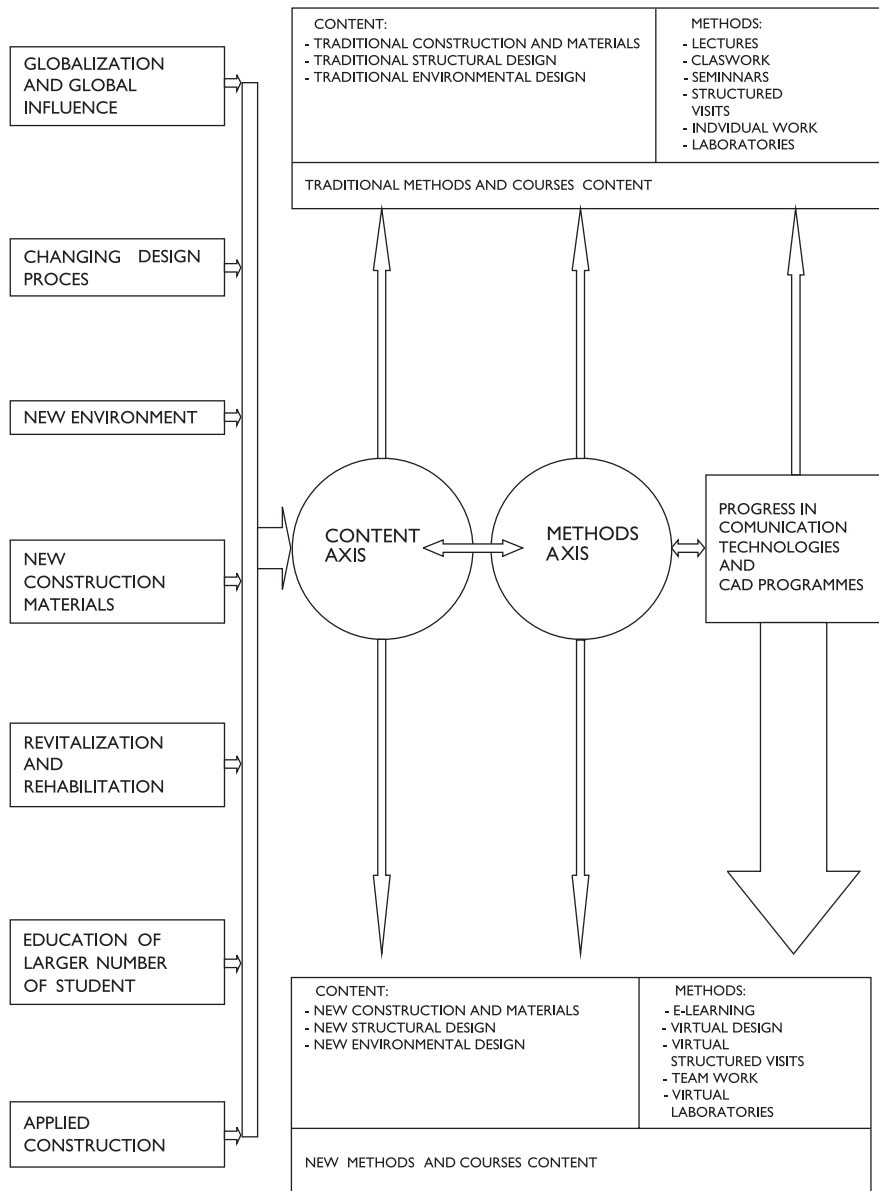 GLOBALIZATION
AND GLOBAL
INFLUENCE
CHANGING DESIGN
PROCES
NEW ENVIRONMENT
NEW
CONSTRUCTION
MATERIALS
REVITALIZATION
AND
REHABILITATION
EDUCATION OF
LARGER NUMBER
OF STUDENT
APPLIED
CONSTRUCTION
CONTENT:
- TRADITIONAL CONSTRUCTION AND MATERIALS
- TRADITIONAL STRUCTURAL DESIGN
- TRADITIONAL ENVIRONMENTAL DESIGN
METHODS:
- LECTURES
- CLASWORK
- SEMINNARS
- STRUCTURED
VISITS
- INDVIDUAL WORK
- LABORATORIES
TRADITIONAL METHODS AND COURSES CONTENT
CONTENT
AXIS
METHODS
AXIS
PROGRESS IN
COMUNICATION
TECHNOLOGIES
AND
CAD PROGRAMMES
CONTENT:
- NEW CONSTRUCTION AND MATERIALS
- NEW STRUCTURAL DESIGN
- NEW ENVIRONMENTAL DESIGN
METHODS:
- E-LEARNING
- VIRTUAL DESIGN
- VIRTUAL
STRUCTURED VISITS
- TEAM WORK
- VIRTUAL
LABORATORIES
NEW METHODS AND COURSES CONTENT